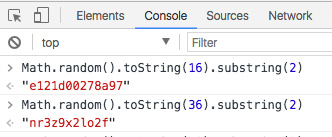 Elements Console Sources Network
top Filter
> Math.random().toString(16).substring(2)
< "e121d00278a97"
> Math.random().toString(36).substring(2)
< "nr3z9x2lo2f"